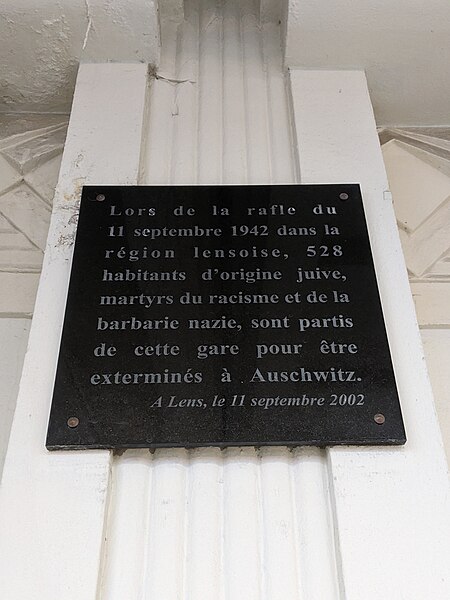 Lors de la rafle du
11 septembre 1942 dans la
région lensoise, 528
habitants d'origine juive,
martyrs du racisme et de la
barbarie nazie, sont partis
de cette gare pour être
exterminés à Auschwitz.
A Lens, le 11 septembre 2002